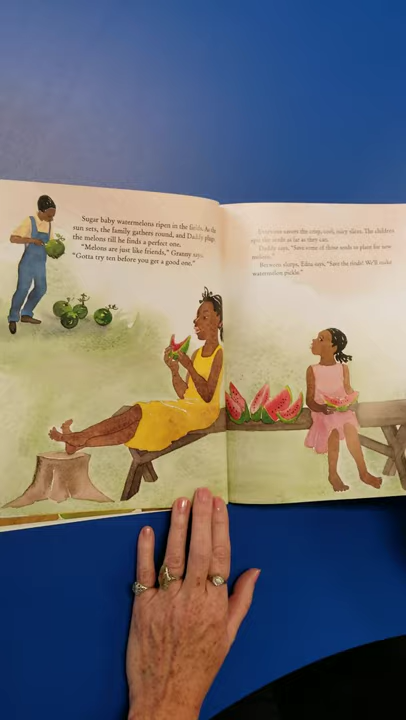 Sugar baby watermelons ripen in the fields. As the
sun sets, the family gathers round, and Daddy plugs
the melons till he finds a perfect one.
"Melons are just like friends," Granny says.
"Gotta try ten before you get a good one."
Everyone savors the crisp, cool, juicy slices. The children
spit the seeds as far as they can.
Daddy says, "Save some of those seeds to plant for new
melons."
Between slurps, Edna says, "Save the rinds! We'll make
watermelon pickle."